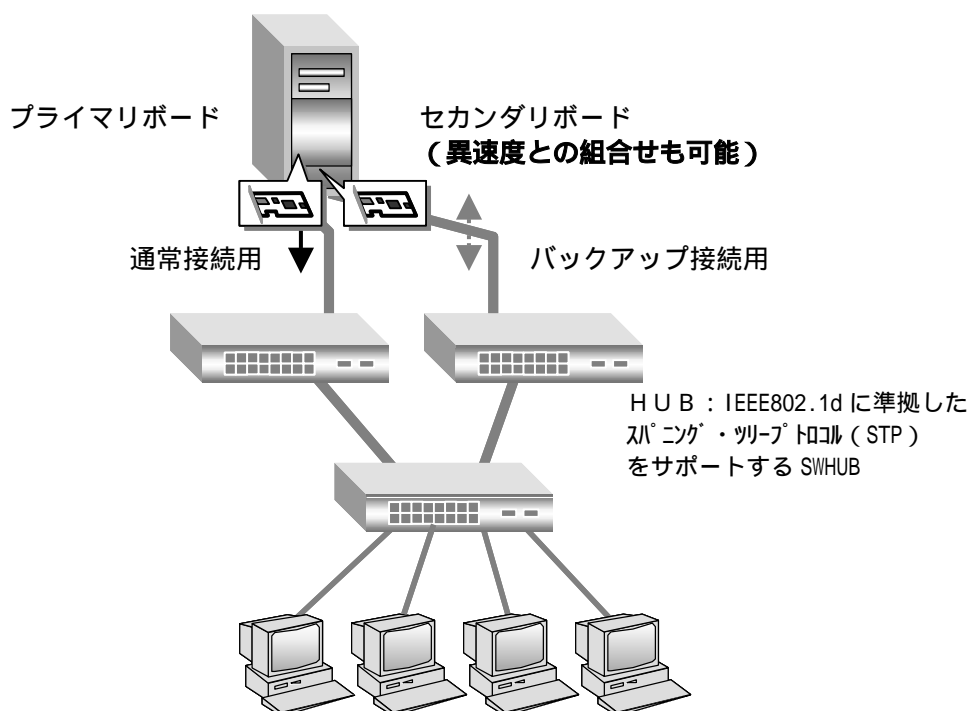 プライマリボード
セカンダリボード
（異速度との組合せも可能）
通常接続用
バックアップ接続用
ＨＵＢ：IEEE802.1d に準拠した
ｽﾊﾟﾆﾝｸﾞ・ﾂﾘｰﾌﾟﾛﾄｺﾙ（STP）
をサポートする SWHUB